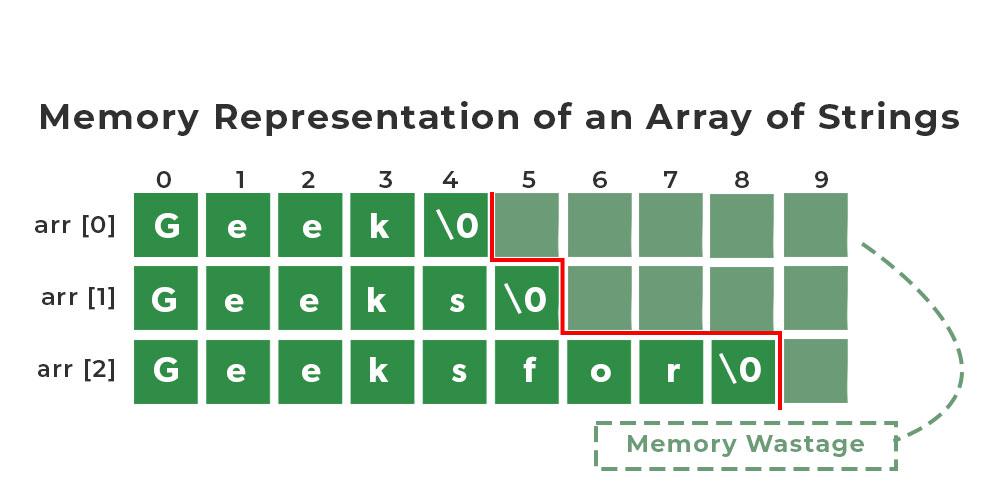 Memory Representation of an Array of Strings
0 1 2 3 4 5 6 7 8 9
arr [0] G e e k \0
arr [1] G e e k s \0
arr [2] G e e k s f o r \0
Memory Wastage